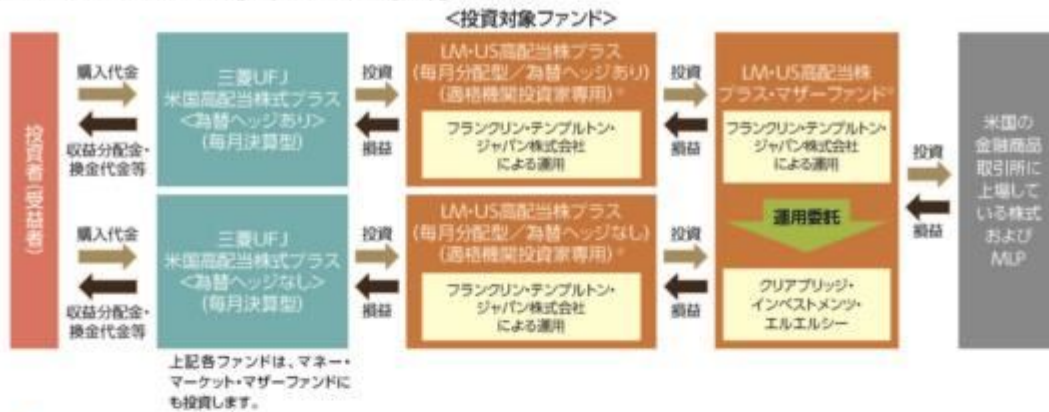 <投資対象ファンド>
投資者(受益者)
購入代金
収益分配金・
換金代金等
三菱UFJ
米国高配当株式プラス
<為替ヘッジあり>
(毎月決算型)
投資
損益
LM・US高配当株プラス
(毎月分配型/為替ヘッジあり)
(適格機関投資家専用)※
フランクリン・テンプルトン・
ジャパン株式会社
による運用
投資
損益
LM・US高配当株
プラス・マザーファンド※
フランクリン・テンプルトン・
ジャパン株式会社
による運用
運用委託
クリアブリッジ・
インベストメンツ・
エルエルシー
投資
損益
米国の
金融商品
取引所に
上場して
いる株式
および
MLP
購入代金
収益分配金・
換金代金等
三菱UFJ
米国高配当株式プラス
<為替ヘッジなし>
(毎月決算型)
投資
損益
LM・US高配当株プラス
(毎月分配型/為替ヘッジなし)
(適格機関投資家専用)※
フランクリン・テンプルトン・
ジャパン株式会社
による運用
投資
損益
上記各ファンドは、マネー・
マーケット・マザーファンドに
も投資します。